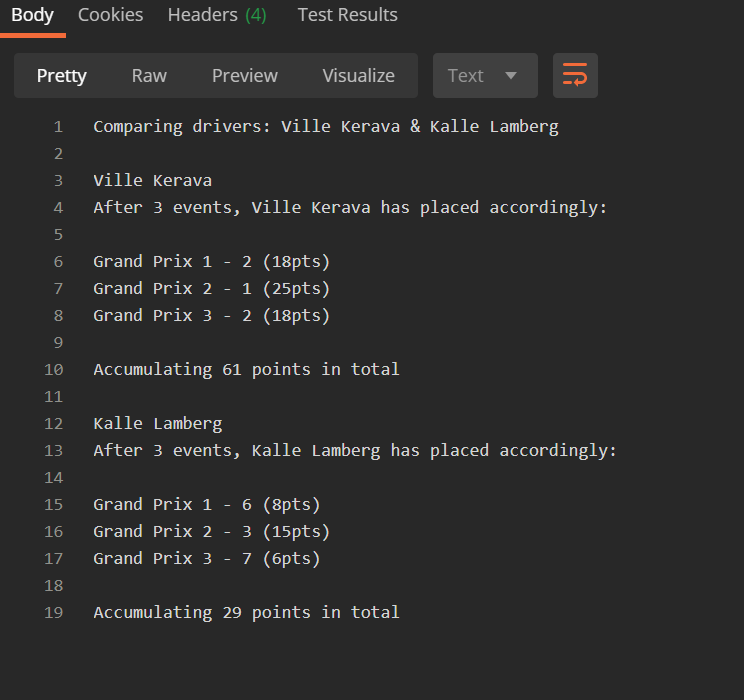 Body Cookies Headers (4) Test Results
Pretty Raw Preview Visualize Text
1 Comparing drivers: Ville Kerava & Kalle Lamberg
2
3 Ville Kerava
4 After 3 events, Ville Kerava has placed accordingly:
5
6 Grand Prix 1 - 2 (18pts)
7 Grand Prix 2 - 1 (25pts)
8 Grand Prix 3 - 2 (18pts)
9
10 Accumulating 61 points in total
11
12 Kalle Lamberg
13 After 3 events, Kalle Lamberg has placed accordingly:
14
15 Grand Prix 1 - 6 (8pts)
16 Grand Prix 2 - 3 (15pts)
17 Grand Prix 3 - 7 (6pts)
18
19 Accumulating 29 points in total